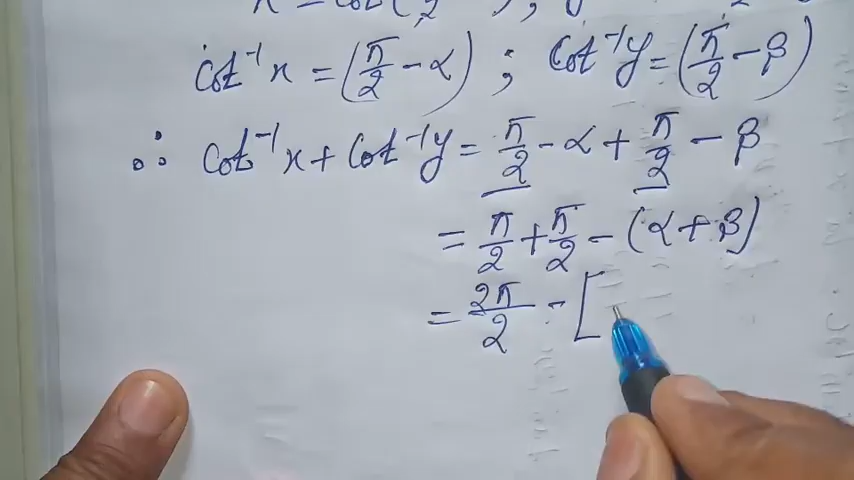 cot⁻¹x = (π/2 - α) ; cot⁻¹y = (π/2 - β)
∴ cot⁻¹x + cot⁻¹y = π/2 - α + π/2 - β
= π/2 + π/2 - (α + β)
= 2π/2 - [